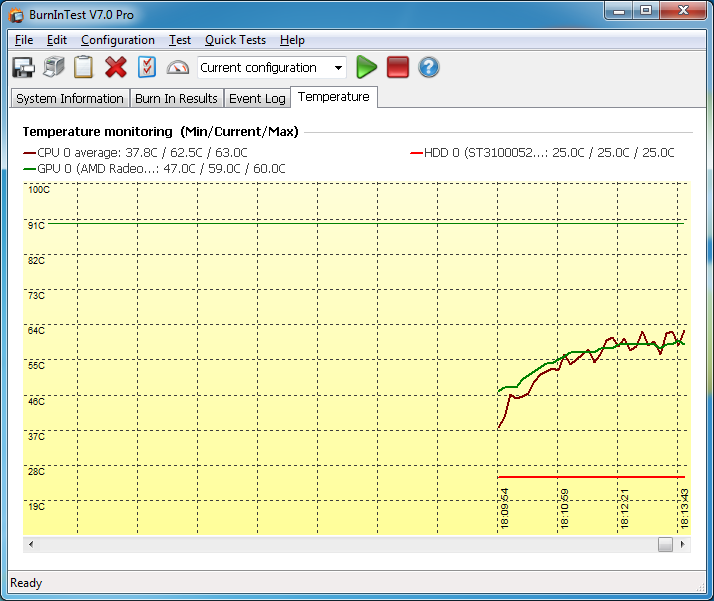 BurnInTest V7.0 Pro
File Edit Configuration Test Quick Tests Help
Current configuration
System Information Burn In Results Event Log Temperature
Temperature monitoring (Min/Current/Max)
CPU 0 average: 37.8C / 62.5C / 63.0C
HDD 0 (ST3100052...: 25.0C / 25.0C / 25.0C
GPU 0 (AMD Radeo...: 47.0C / 59.0C / 60.0C
100C
91C
82C
73C
64C
55C
46C
37C
28C
19C
18:09:54
18:10:59
18:12:21
18:13:43
Ready